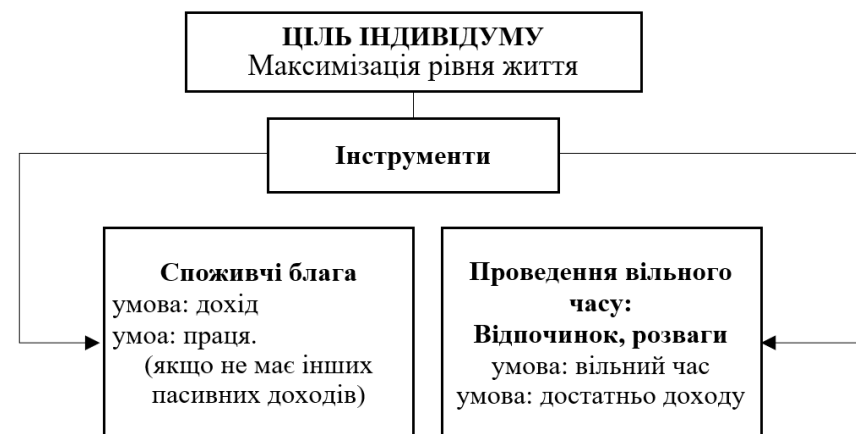 ЦІЛЬ ІНДИВІДУМУ
Максимізація рівня життя
Інструменти
Споживчі блага
умова: дохід
умоа: праця.
(якщо не має інших
пасивних доходів)
Проведення вільного
часу:
Відпочинок, розваги
умова: вільний час
умова: достатньо доходу